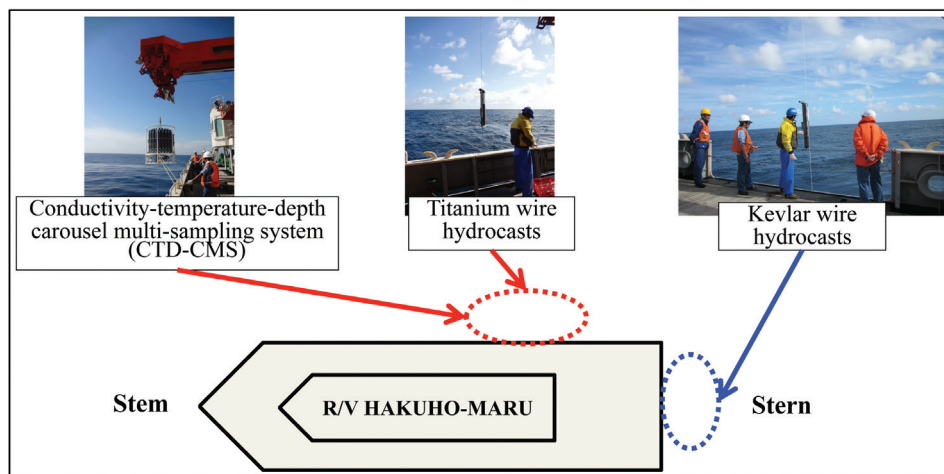 Conductivity-temperature-depth
carousel multi-sampling system
(CTD-CMS)
Titanium wire
hydrocasts
Kevlar wire
hydrocasts
Stem
R/V HAKUHO-MARU
Stern